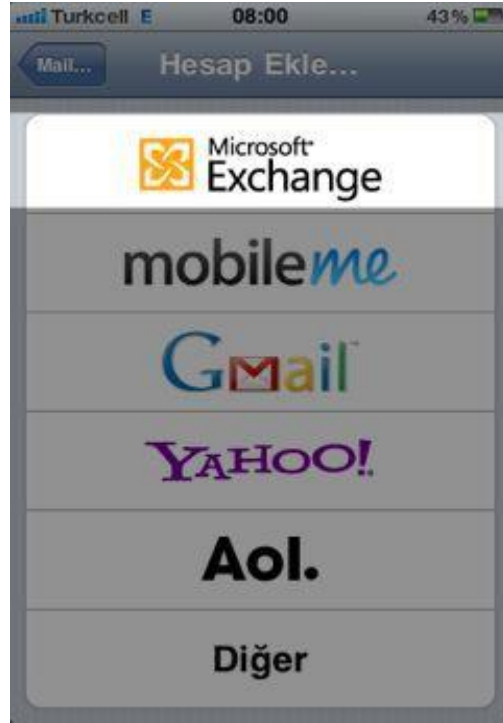 Turkcell E 08:00 43%
Mail... Hesap Ekle...
Microsoft
Exchange
mobileme
Gmail
YAHOO!
Aol.
Diğer